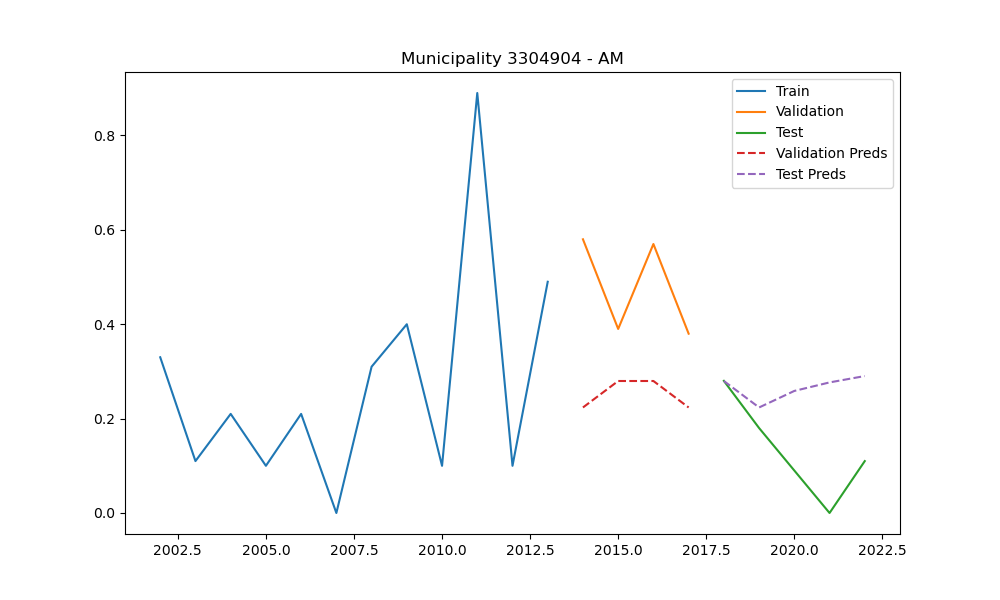 Municipality 3304904 - AM
Train
Validation
Test
Validation Preds
Test Preds
0.8
0.6
0.4
0.2
0.0
2002.5 2005.0 2007.5 2010.0 2012.5 2015.0 2017.5 2020.0 2022.5